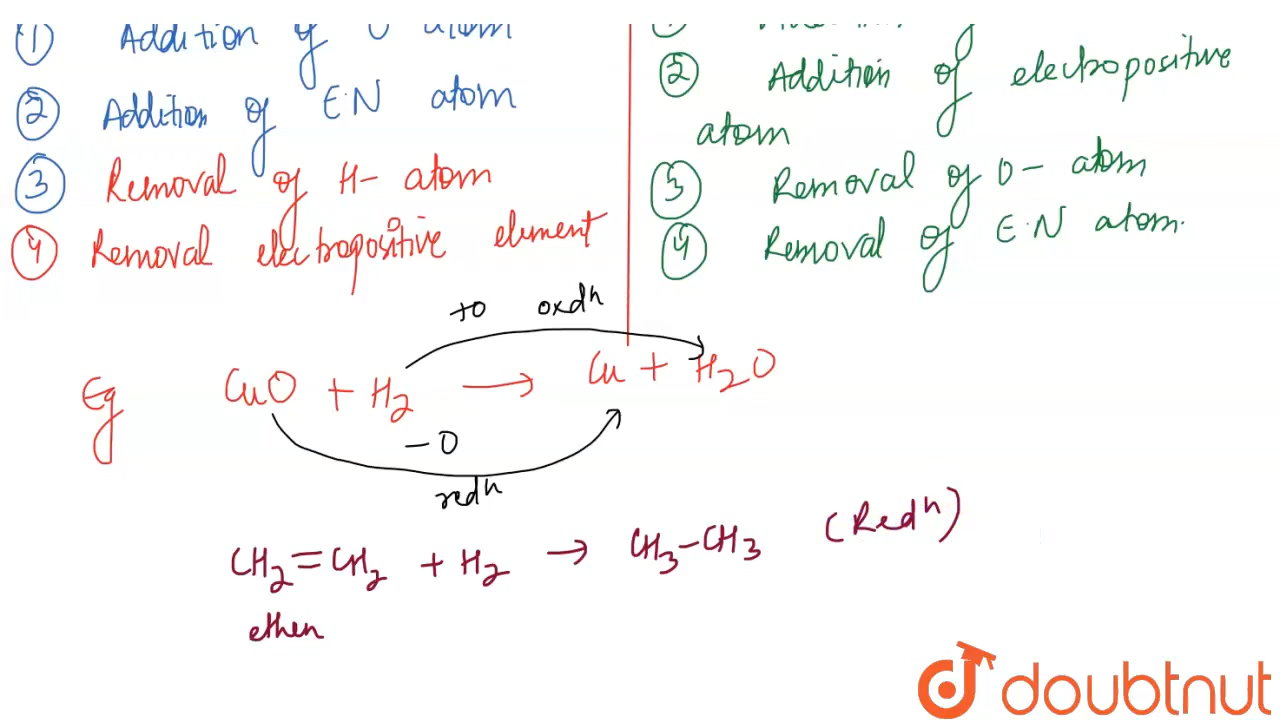 ① Addition of O atom
② Addition of E.N atom
③ Removal of H- atom
④ Removal electropositive element
② Addition of electropositive
atom
③ Removal of O- atom
④ Removal of E.N atom.
+O oxdⁿ
Eg CuO + H₂ → Cu + H₂O
-O
redⁿ
CH₂=CH₂ + H₂ → CH₃-CH₃ (Redⁿ)
ethen
doubtnut